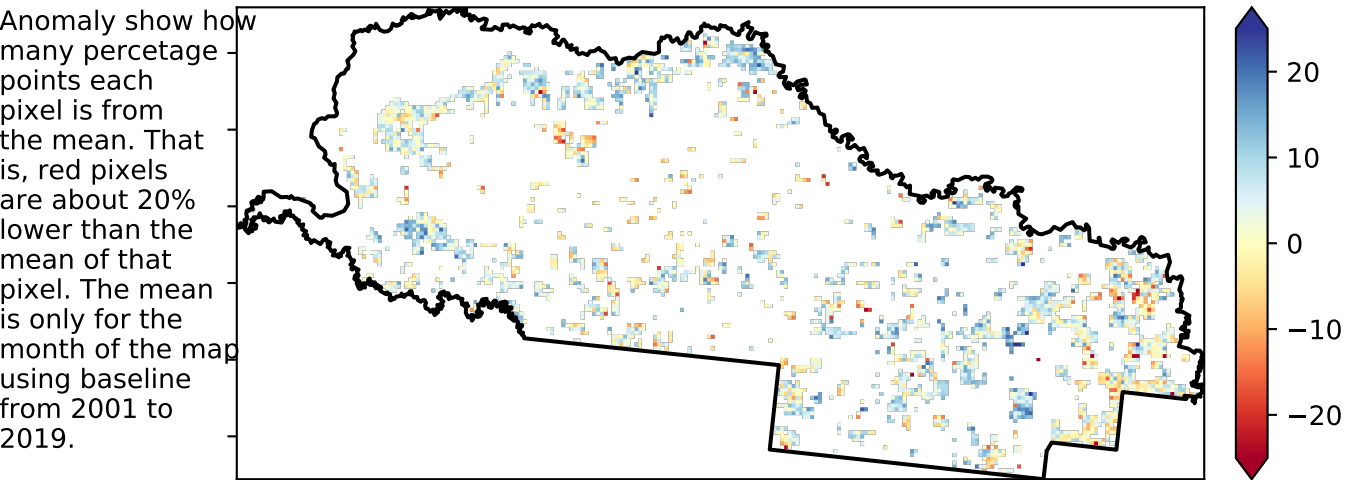 Anomaly show how
many percetage
points each
pixel is from
the mean. That
is, red pixels
are about 20%
lower than the
mean of that
pixel. The mean
is only for the
month of the map
using baseline
from 2001 to
2019.
20
10
0
−10
−20